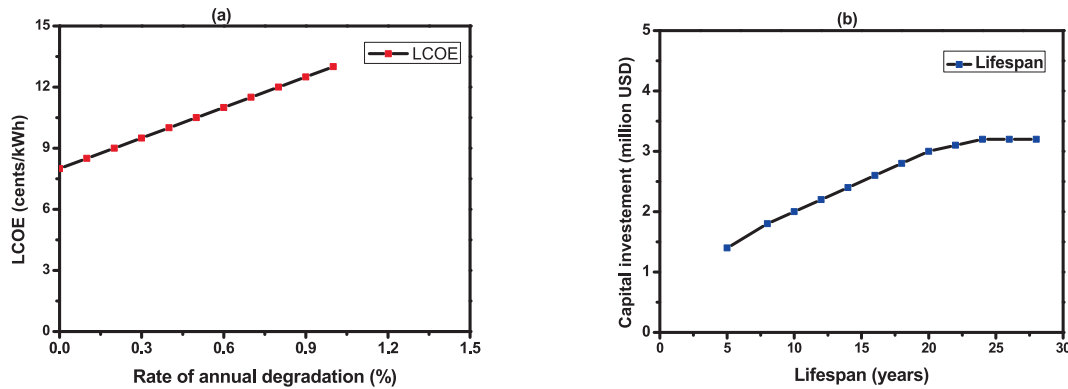 (a)
LCOE
15
12
9
6
3
0
LCOE (cents/kWh)
0.0 0.3 0.6 0.9 1.2 1.5
Rate of annual degradation (%)
(b)
Lifespan
5
4
3
2
1
0
Capital investement (million USD)
0 5 10 15 20 25 30
Lifespan (years)